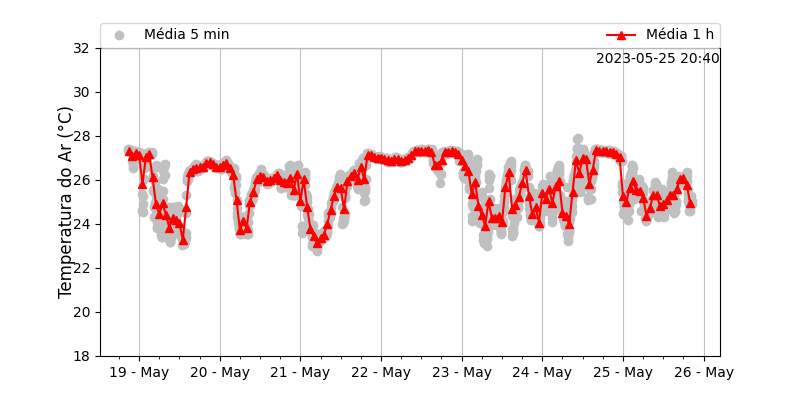 Média 5 min
Média 1 h
2023-05-25 20:40
Temperatura do Ar (°C)
32
30
28
26
24
22
20
18
19 - May
20 - May
21 - May
22 - May
23 - May
24 - May
25 - May
26 - May